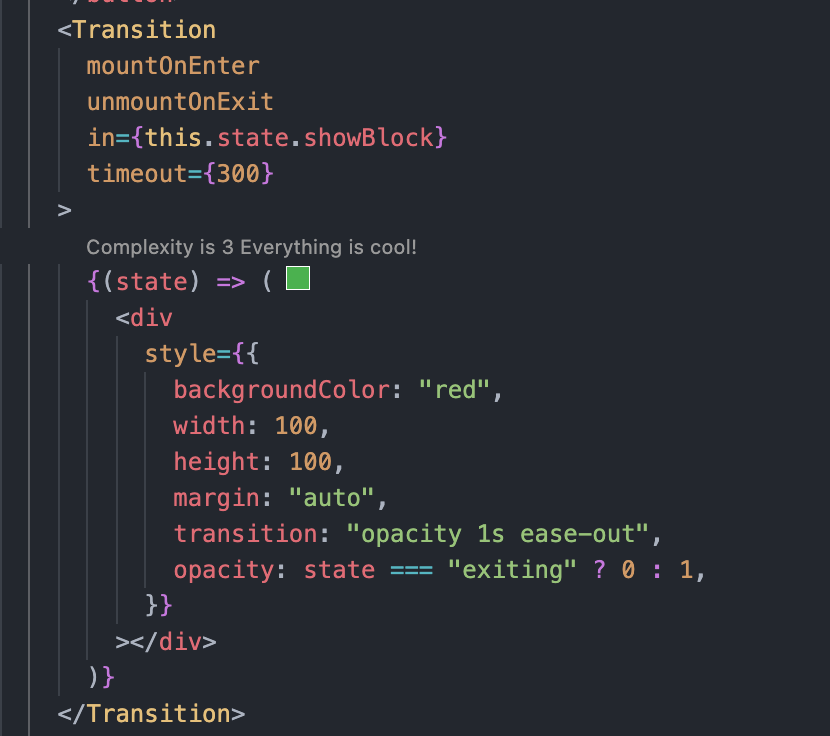 <Transition
mountOnEnter
unmountOnExit
in={this.state.showBlock}
timeout={300}
>
Complexity is 3 Everything is cool!
{(state) => (
<div
style={{
backgroundColor: "red",
width: 100,
height: 100,
margin: "auto",
transition: "opacity 1s ease-out",
opacity: state === "exiting" ? 0 : 1,
}}
></div>
)}
</Transition>